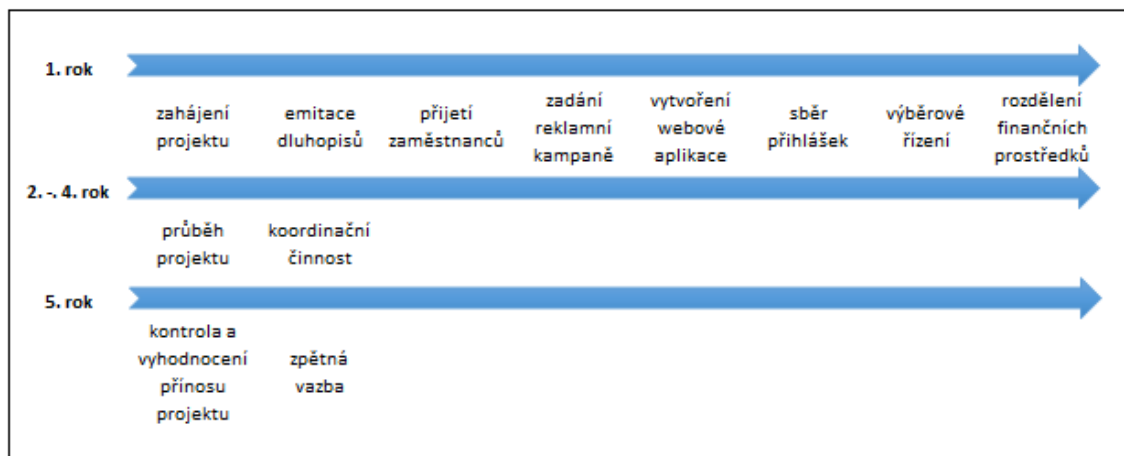 1. rok
zahájení
projektu
emitace
dluhopisů
přijetí
zaměstnanců
zadání
reklamní
kampaně
vytvoření
webové
aplikace
sběr
přihlášek
výběrové
řízení
rozdělení
finančních
prostředků
2. -. 4. rok
průběh
projektu
koordinační
činnost
5. rok
kontrola a
vyhodnocení
přínosu
projektu
zpětná
vazba